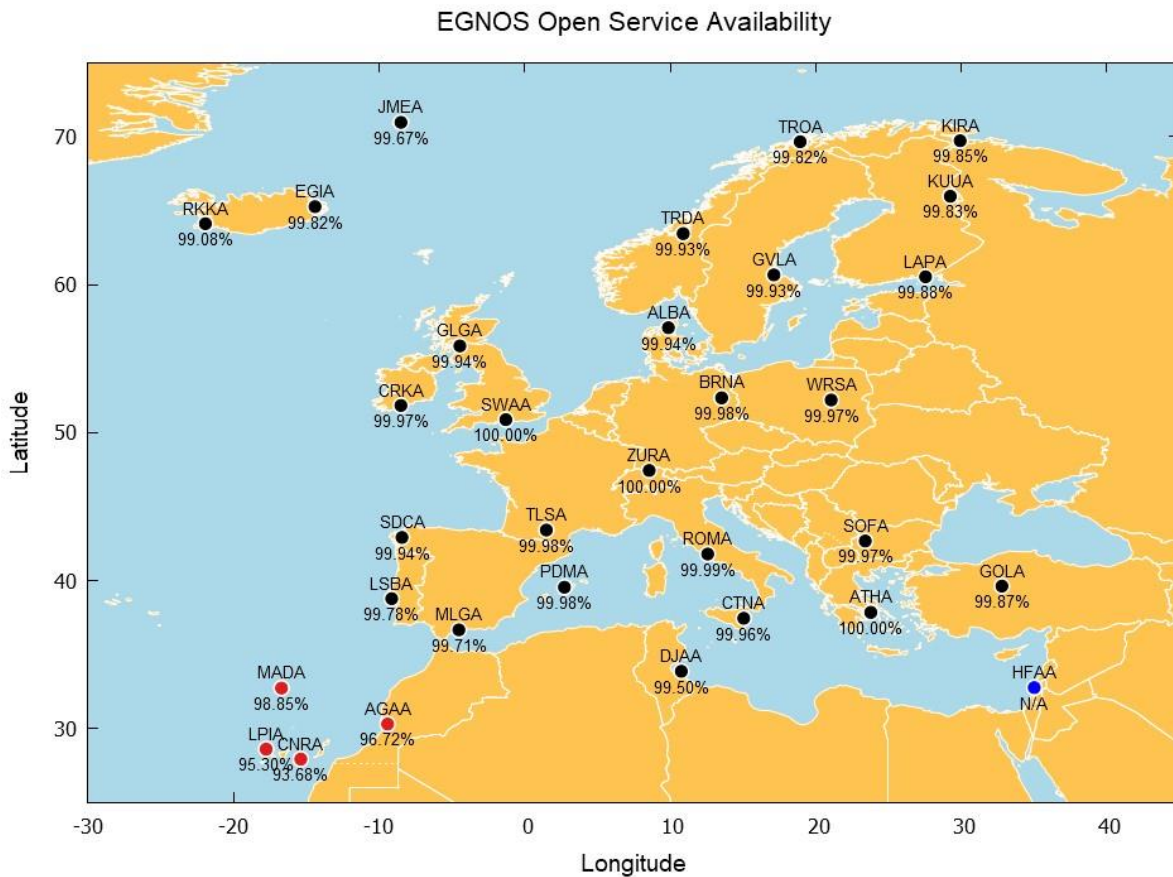 EGNOS Open Service Availability
JMEA
99.67%
TROA
99.82%
KIRA
99.85%
KUUA
99.83%
EGIA
99.82%
RKKA
99.08%
TRDA
99.93%
GVLA
99.93%
LAPA
99.88%
ALBA
99.94%
GLGA
99.94%
CRKA
99.97%
SWAA
100.00%
BRNA
99.98%
WRSA
99.97%
ZURA
100.00%
SDCA
99.94%
TLSA
99.98%
ROMA
99.99%
SOFA
99.97%
LSBA
99.78%
PDMA
99.98%
GOLA
99.87%
MLGA
99.71%
CTNA
99.96%
ATHA
100.00%
DJAA
99.50%
HFAA
N/A
MADA
98.85%
AGAA
96.72%
LPIA
95.30%
CNRA
93.68%
70
60
50
40
30
Latitude
-30
-20
-10
0
10
20
30
40
Longitude